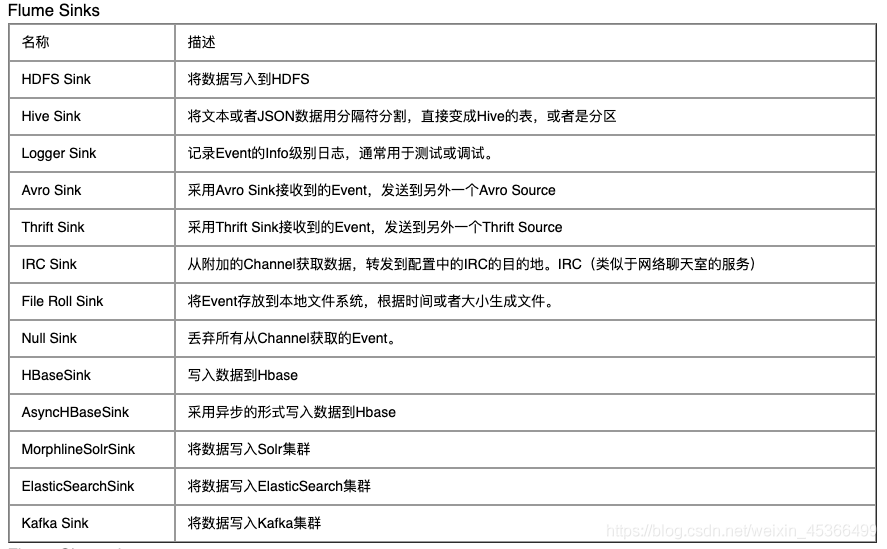 Flume Sinks
名称 描述
HDFS Sink 将数据写入到HDFS
Hive Sink 将文本或者JSON数据用分隔符分割，直接变成Hive的表，或者是分区
Logger Sink 记录Event的Info级别日志，通常用于测试或调试。
Avro Sink 采用Avro Sink接收到的Event，发送到另外一个Avro Source
Thrift Sink 采用Thrift Sink接收到的Event，发送到另外一个Thrift Source
IRC Sink 从附加的Channel获取数据，转发到配置中的IRC的目的地。IRC（类似于网络聊天室的服务）
File Roll Sink 将Event存放到本地文件系统，根据时间或者大小生成文件。
Null Sink 丢弃所有从Channel获取的Event。
HBaseSink 写入数据到Hbase
AsyncHBaseSink 采用异步的形式写入数据到Hbase
MorphlineSolrSink 将数据写入Solr集群
ElasticSearchSink 将数据写入ElasticSearch集群
Kafka Sink 将数据写入Kafka集群
https://blog.csdn.net/weixin_45366499